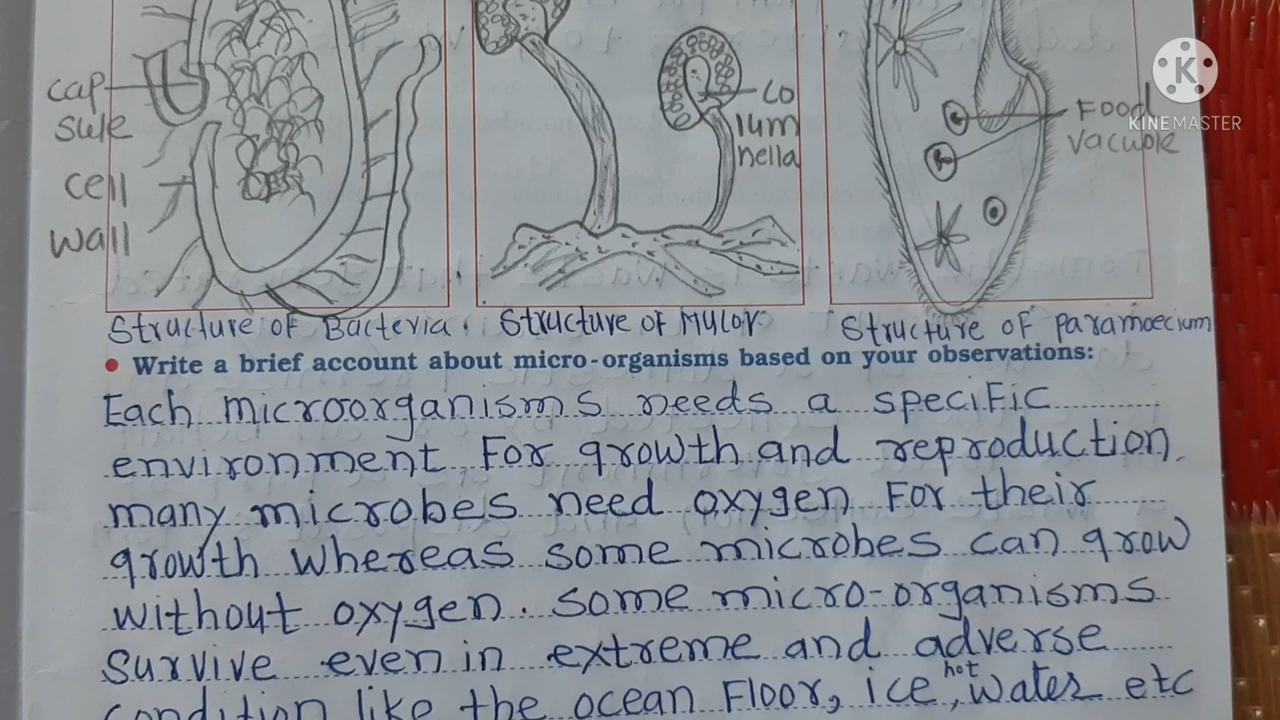 cap
sule
cell
wall
Co
lum
nella
Food
vacuole
K
KINEMASTER
Structure of Bacteria. Structure of Mucor Structure of paramoecium
• Write a brief account about micro-organisms based on your observations:
Each microorganisms needs a specific
environment For growth and reproduction.
many microbes need oxygen For their
growth whereas some microbes can grow
without oxygen. some micro-organisms
survive even in extreme and adverse
condition like the ocean Floor, ice, hot water etc